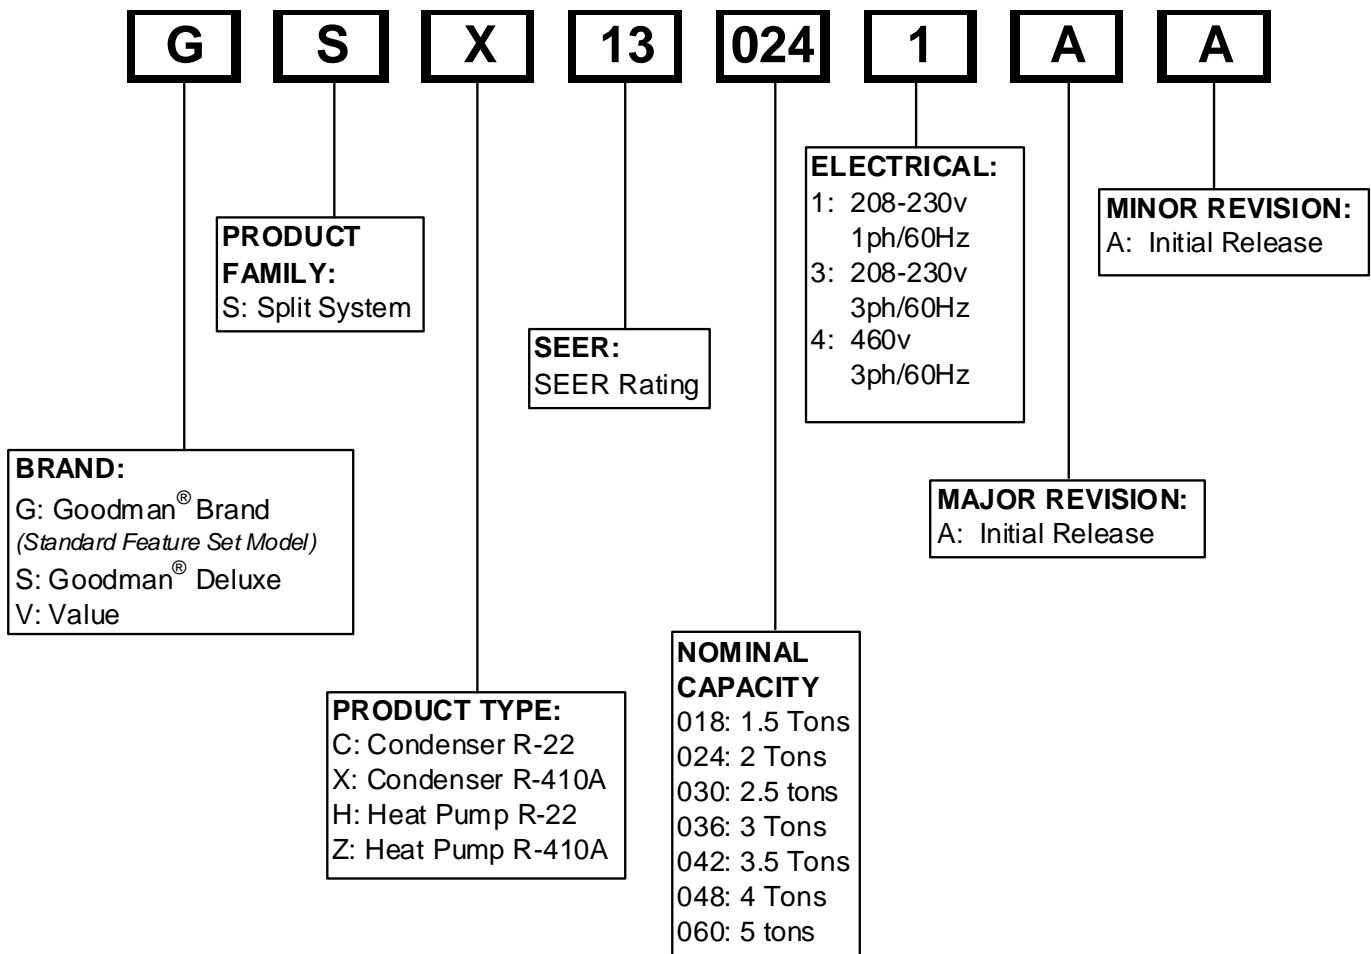 G S X 13 024 1 A A
BRAND:
G: Goodman® Brand
(Standard Feature Set Model)
S: Goodman® Deluxe
V: Value
PRODUCT
FAMILY:
S: Split System
PRODUCT TYPE:
C: Condenser R-22
X: Condenser R-410A
H: Heat Pump R-22
Z: Heat Pump R-410A
SEER:
SEER Rating
NOMINAL
CAPACITY
018: 1.5 Tons
024: 2 Tons
030: 2.5 tons
036: 3 Tons
042: 3.5 Tons
048: 4 Tons
060: 5 tons
ELECTRICAL:
1: 208-230v
1ph/60Hz
3: 208-230v
3ph/60Hz
4: 460v
3ph/60Hz
MAJOR REVISION:
A: Initial Release
MINOR REVISION:
A: Initial Release